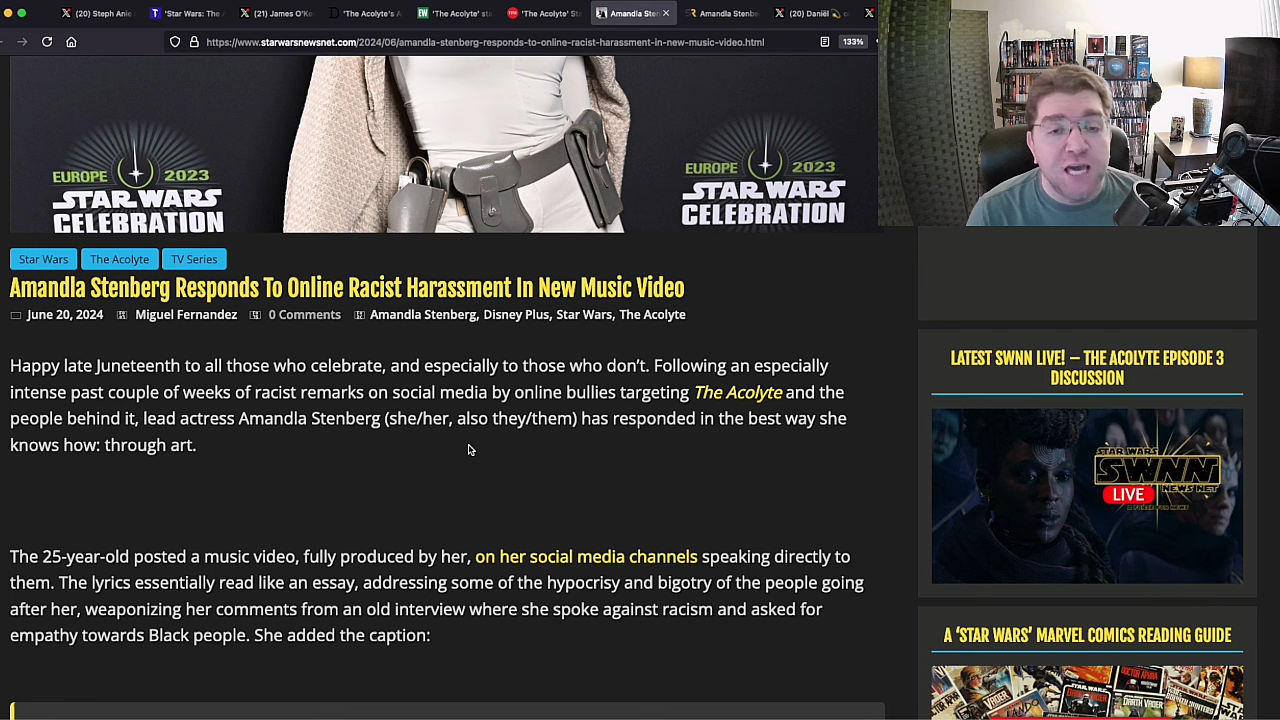 (20) Steph Anie
'Star Wars: The
(21) James O'Ke
'The Acolyte's
'The Acolyte' st
'The Acolyte' St
Amandla Sten
Amandla Stenbe
(20) Daniël
https://www.starwarsnewsnet.com/2024/06/amandla-stenberg-responds-to-online-racist-harassment-in-new-music-video.html
133%
EUROPE 2023
STAR WARS
CELEBRATION
EUROPE 2023
STAR WARS
CELEBRATION
Star Wars
The Acolyte
TV Series
Amandla Stenberg Responds To Online Racist Harassment In New Music Video
June 20, 2024 Miguel Fernandez 0 Comments Amandla Stenberg, Disney Plus, Star Wars, The Acolyte
Happy late Juneteenth to all those who celebrate, and especially to those who don't. Following an especially
intense past couple of weeks of racist remarks on social media by online bullies targeting The Acolyte and the
people behind it, lead actress Amandla Stenberg (she/her, also they/them) has responded in the best way she
knows how: through art.
The 25-year-old posted a music video, fully produced by her, on her social media channels speaking directly to
them. The lyrics essentially read like an essay, addressing some of the hypocrisy and bigotry of the people going
after her, weaponizing her comments from an old interview where she spoke against racism and asked for
empathy towards Black people. She added the caption:
LATEST SWNN LIVE! – THE ACOLYTE EPISODE 3
DISCUSSION
STAR WARS
SWNN
NEWS NET
LIVE
A 'STAR WARS' MARVEL COMICS READING GUIDE